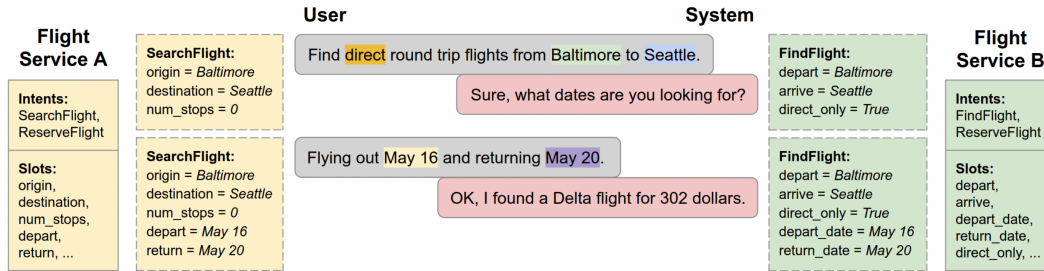 User
System
Flight
Service A
Intents:
SearchFlight,
ReserveFlight
Slots:
origin,
destination,
num_stops,
depart,
return, ...
SearchFlight:
origin = Baltimore
destination = Seattle
num_stops = 0
SearchFlight:
origin = Baltimore
destination = Seattle
num_stops = 0
depart = May 16
return = May 20
Find direct round trip flights from Baltimore to Seattle.
Sure, what dates are you looking for?
Flying out May 16 and returning May 20.
OK, I found a Delta flight for 302 dollars.
FindFlight:
depart = Baltimore
arrive = Seattle
direct_only = True
FindFlight:
depart = Baltimore
arrive = Seattle
direct_only = True
depart_date = May 16
return_date = May 20
Flight
Service B
Intents:
FindFlight,
ReserveFlight
Slots:
depart,
arrive,
depart_date,
return_date,
direct_only, ...